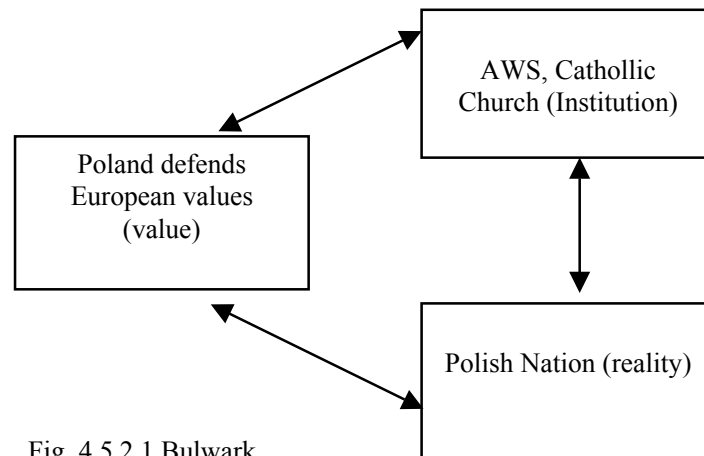 AWS, Cathollic
Church (Institution)
Poland defends
European values
(value)
Polish Nation (reality)
Fig. 4.5.2.1 Bulwark